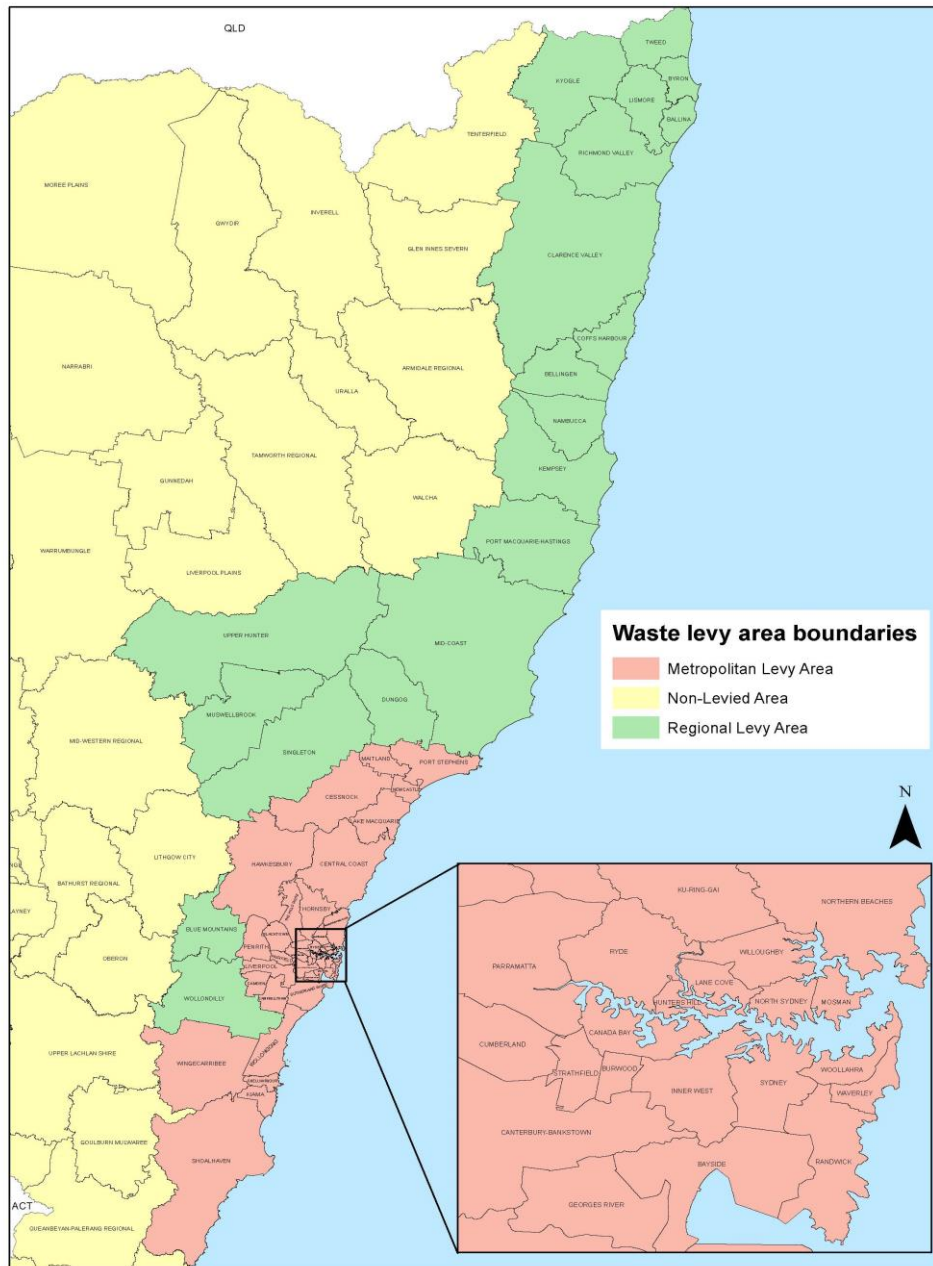 QLD
TWEED
KYOGLE
BYRON
LISMORE
BALLINA
TENTERFIELD
RICHMOND VALLEY
MOREE PLAINS
GWYDIR
INVERELL
GLEN INNES SEVERN
CLARENCE VALLEY
COFFS HARBOUR
NARRABRI
ARMIDALE REGIONAL
BELLINGEN
URALLA
NAMBUCCA
TAMWORTH REGIONAL
KEMPSEY
GUNNEDAH
WALCHA
PORT MACQUARIE-HASTINGS
WARRUMBUNGLE
LIVERPOOL PLAINS
UPPER HUNTER
MID-COAST
Waste levy area boundaries
Metropolitan Levy Area
Non-Levied Area
Regional Levy Area
DUNGOG
MUSWELLBROOK
MID-WESTERN REGIONAL
SINGLETON
MAITLAND
PORT STEPHENS
NEWCASTLE
CESSNOCK
LAKE MACQUARIE
N
LITHGOW CITY
HAWKESBURY
CENTRAL COAST
BATHURST REGIONAL
HORNSBY
BLUE MOUNTAINS
PENRITH
OBERON
LIVERPOOL
CAMDEN
WOLLONDILLY
UPPER LACHLAN SHIRE
WINGECARRIBEE
WOLLONGONG
KIAMA
GOULBURN MULWAREE
SHOALHAVEN
ACT
QUEANBEYAN-PALERANG REGIONAL
KU-RING-GAI
NORTHERN BEACHES
RYDE
WILLOUGHBY
PARRAMATTA
LANE COVE
HUNTERS HILL
NORTH SYDNEY
MOSMAN
CANADA BAY
CUMBERLAND
STRATHFIELD
BURWOOD
SYDNEY
WOOLLAHRA
INNER WEST
WAVERLEY
CANTERBURY-BANKSTOWN
BAYSIDE
RANDWICK
GEORGES RIVER